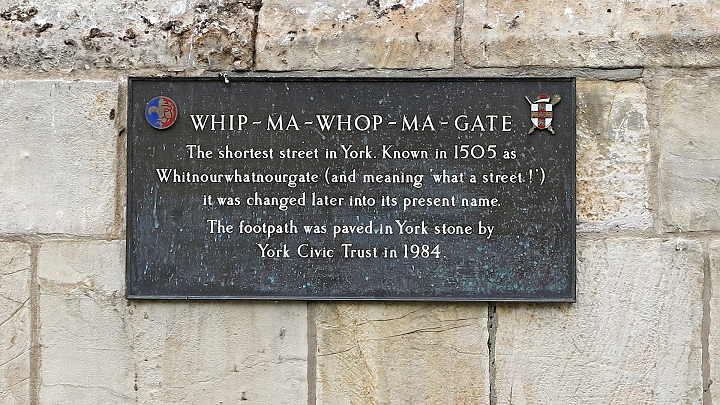 WHIP-MA-WHOP-MA-GATE
The shortest street in York. Known in 1505 as
Whitnourwhatnourgate (and meaning 'what a street!')
it was changed later into its present name.
The footpath was paved in York stone by
York Civic Trust in 1984.